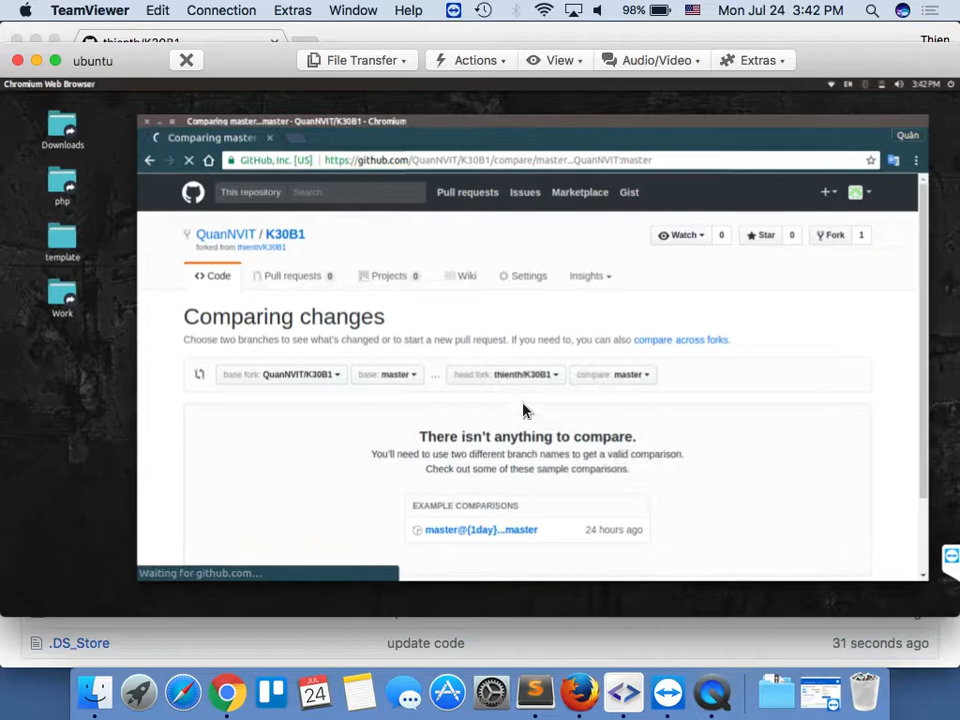 TeamViewer Edit Connection Extras Window Help 98% Mon Jul 24 3:42 PM
thienth/K30B1 Thien
ubuntu File Transfer Actions View Audio/Video Extras
Chromium Web Browser 3:42 PM
Comparing master...master · QuanNVIT/K30B1 - Chromium
Comparing master Quân
GitHub, Inc. [US] https://github.com/QuanNVIT/K30B1/compare/master...QuanNVIT:master
This repository Search Pull requests Issues Marketplace Gist
QuanNVIT / K30B1 Watch 0 Star 0 Fork 1
forked from thienth/K30B1
Code Pull requests 0 Projects 0 Wiki Settings Insights
Comparing changes
Choose two branches to see what's changed or to start a new pull request. If you need to, you can also compare across forks.
base fork: QuanNVIT/K30B1 base: master ... head fork: thienth/K30B1 compare: master
There isn't anything to compare.
You'll need to use two different branch names to get a valid comparison.
Check out some of these sample comparisons.
EXAMPLE COMPARISONS
master@{1day}...master 24 hours ago
Waiting for github.com...
Downloads
php
template
Work
.DS_Store update code 31 seconds ago
JUL
24